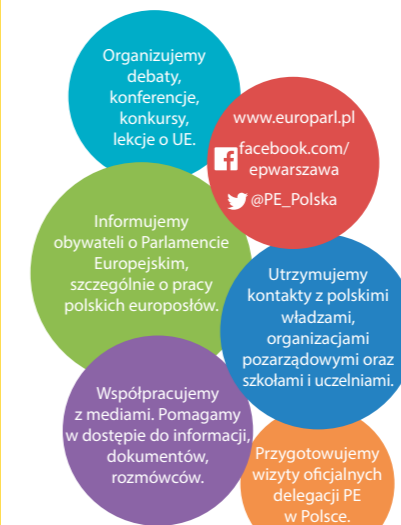 Organizujemy
debaty,
konferencje,
konkursy,
lekcje o UE.
www.europarl.pl
facebook.com/
epwarszawa
@PE_Polska
Informujemy
obywateli o Parlamencie
Europejskim,
szczególnie o pracy
polskich europosłów.
Utrzymujemy
kontakty z polskimi
władzami,
organizacjami
pozarządowymi oraz
szkołami i uczelniami.
Współpracujemy
z mediami. Pomagamy
w dostępie do informacji,
dokumentów,
rozmówców.
Przygotowujemy
wizyty oficjalnych
delegacji PE
w Polsce.